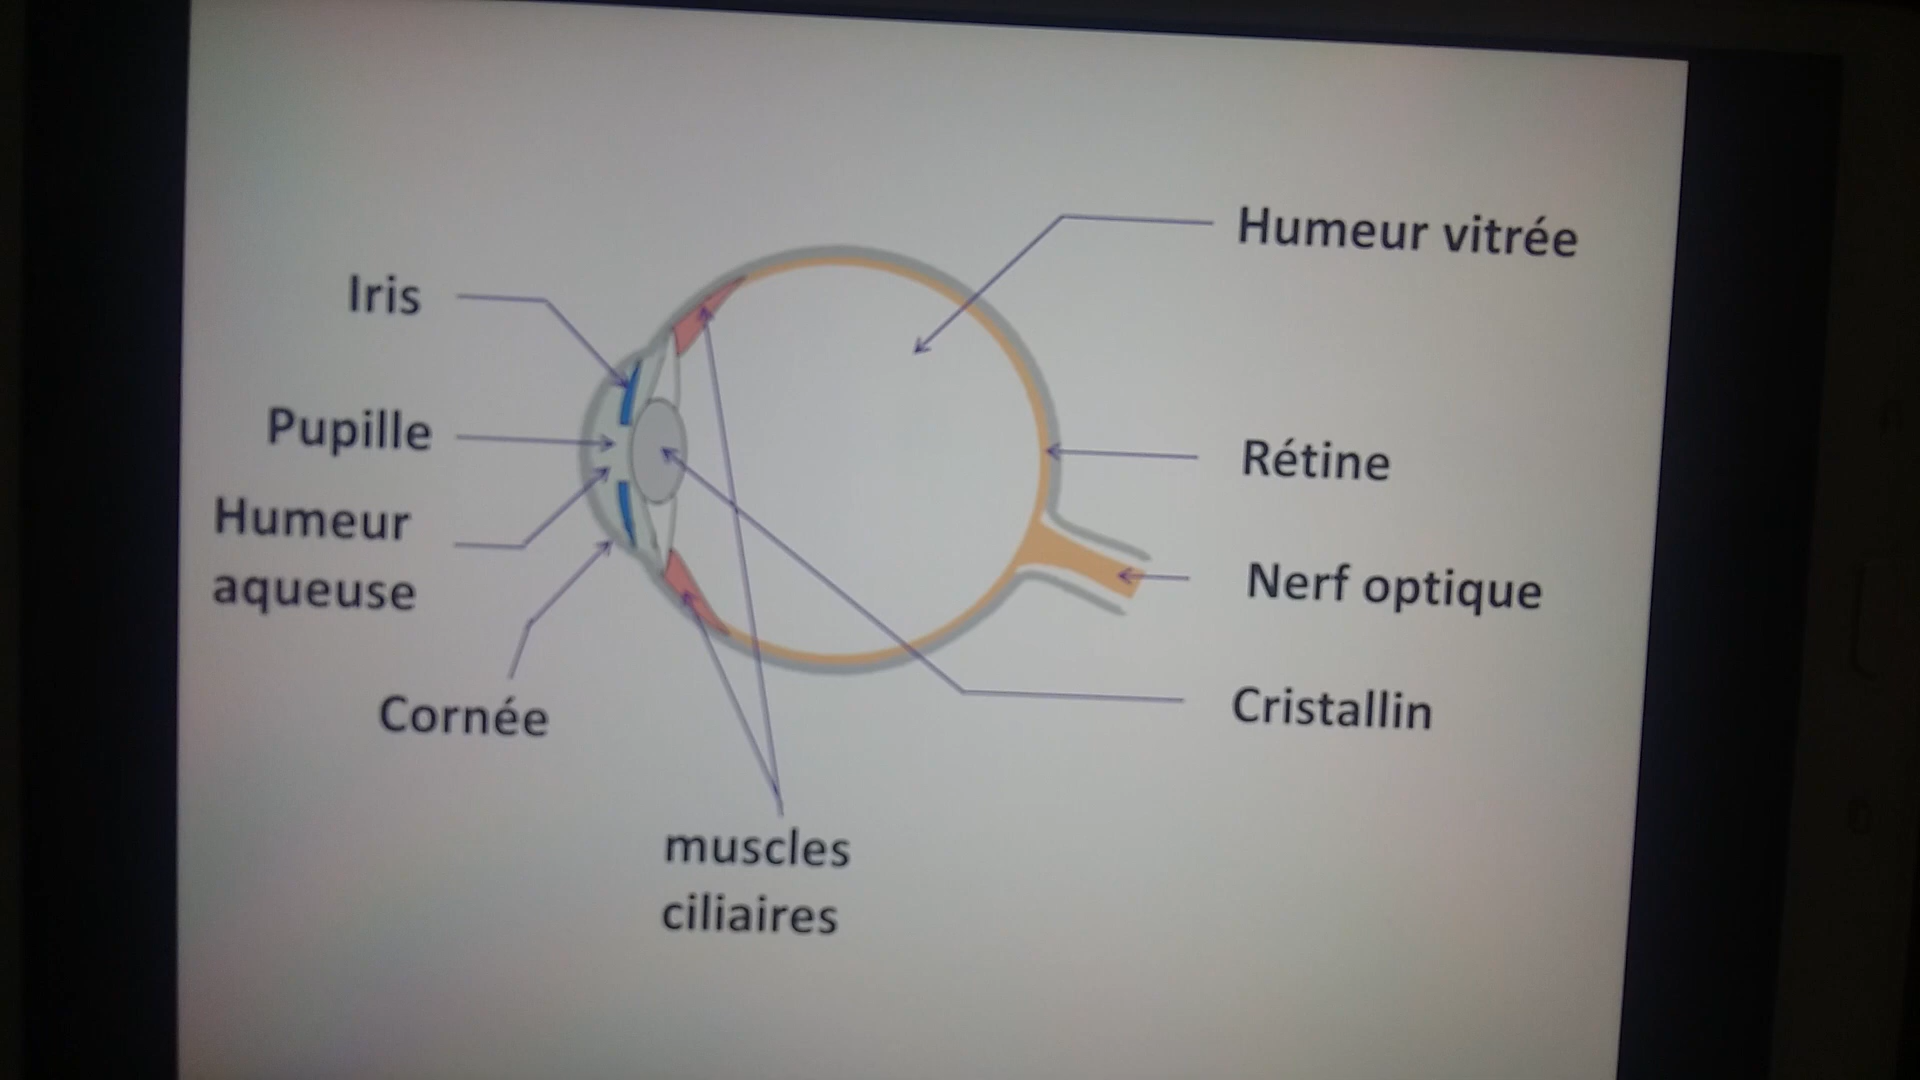 Humeur vitrée
Iris
Pupille
Rétine
Humeur
aqueuse
Nerf optique
Cornée
Cristallin
muscles
ciliaires